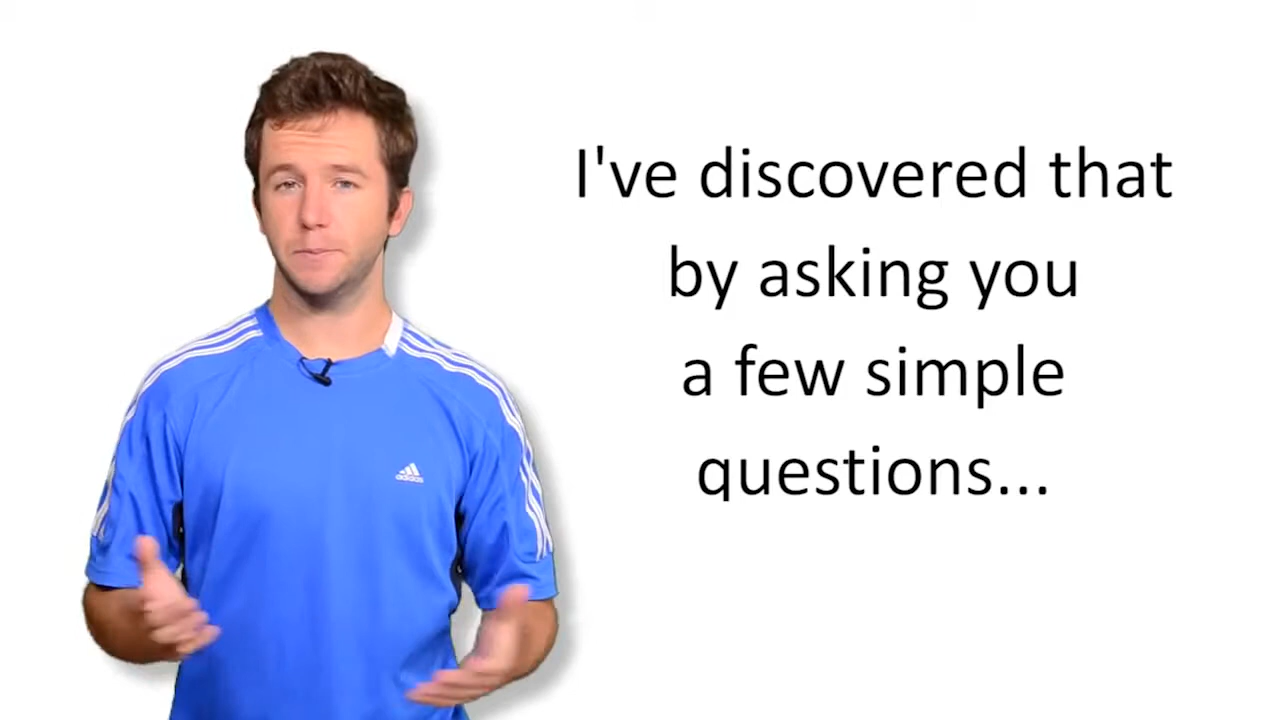 I've discovered that
by asking you
a few simple
questions...
adidas